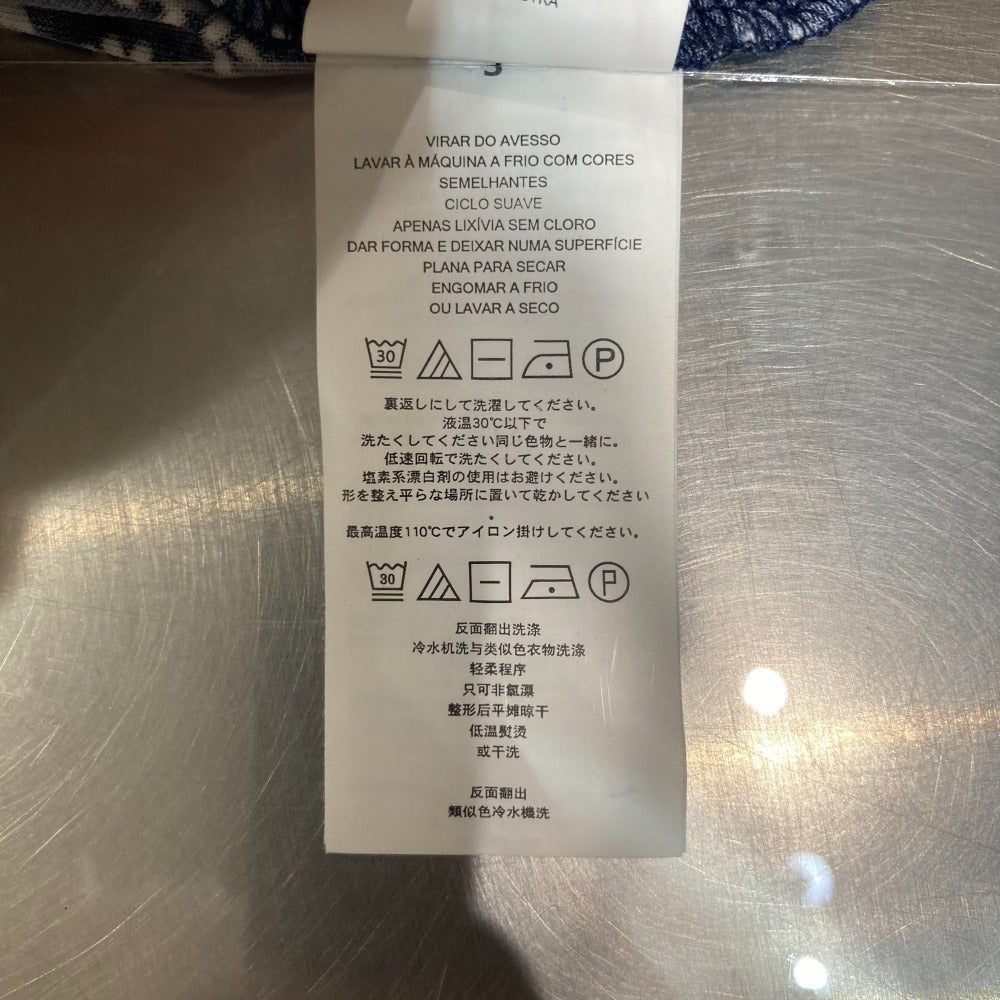 VIRAR DO AVESSO
LAVAR À MÁQUINA A FRIO COM CORES
SEMELHANTES
CICLO SUAVE
APENAS LIXÍVIA SEM CLORO
DAR FORMA E DEIXAR NUMA SUPERFÍCIE
PLANA PARA SECAR
ENGOMAR A FRIO
OU LAVAR A SECO
30 P
裏返しにして洗濯してください。
液温30℃以下で
洗たくしてください同じ色物と一緒に。
低速回転で洗たくしてください。
塩素系漂白剤の使用はお避けください。
形を整え平らな場所に置いて乾かしてください
。
最高温度110℃でアイロン掛けしてください。
30 P
反面翻出洗涤
冷水机洗与类似色衣物洗涤
轻柔程序
只可非氯漂
整形后平摊晾干
低温熨烫
或干洗
反面翻出
類似色冷水機洗